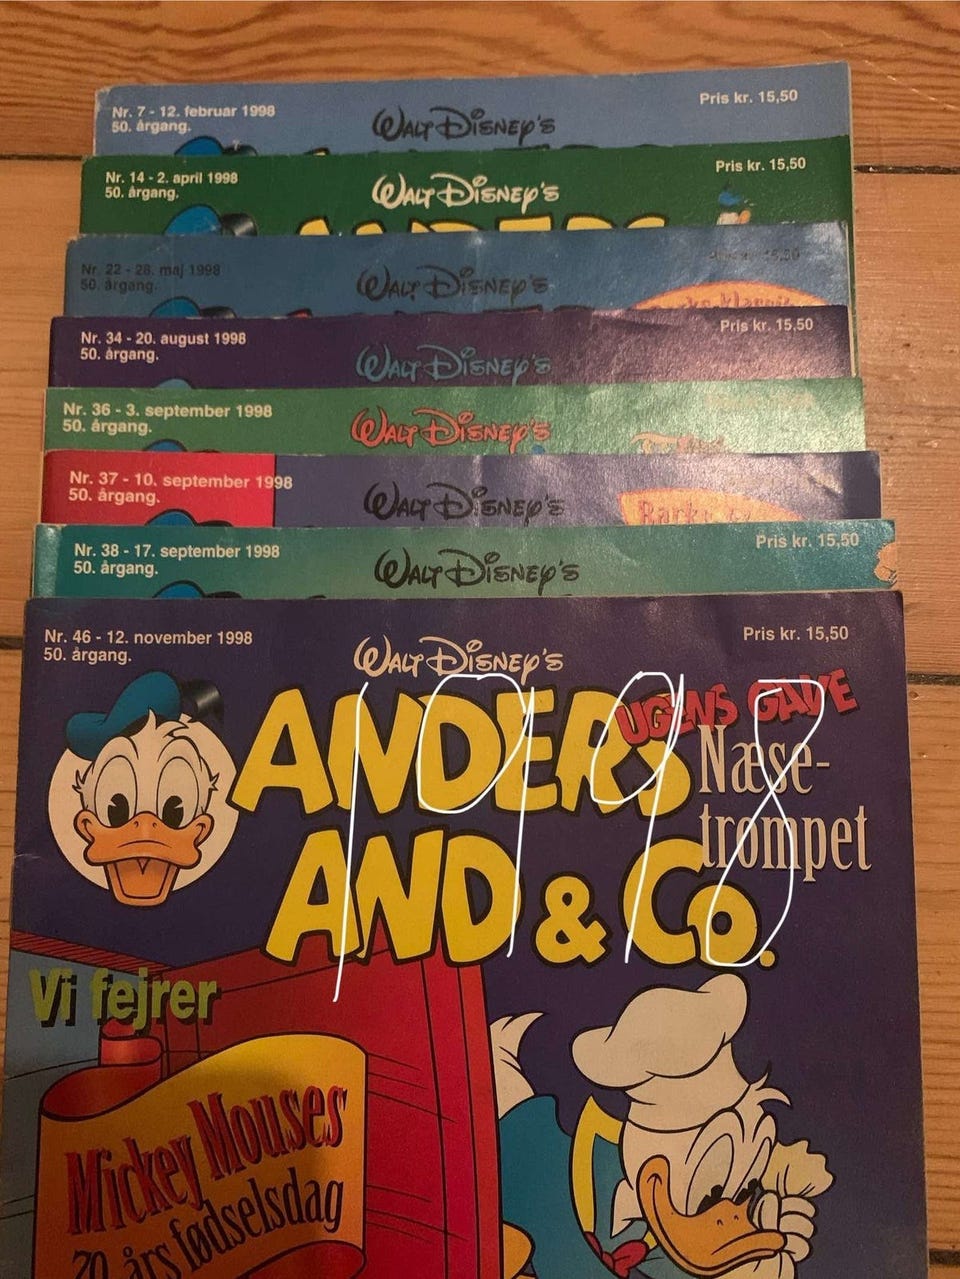 Nr. 7 - 12. februar 1998
50. årgang.
WALT DISNEY'S
Pris kr. 15,50
Nr. 14 - 2. april 1998
50. årgang.
WALT DISNEY'S
Pris kr. 15,50
ANDERS
Nr. 22 - 28. maj 1998
50. årgang.
WALT DISNEY'S
Nr. 34 - 20. august 1998
50. årgang.
WALT DISNEY'S
Pris kr. 15,50
Nr. 36 - 3. september 1998
50. årgang.
WALT DISNEY'S
Nr. 37 - 10. september 1998
50. årgang.
WALT DISNEY'S
Nr. 38 - 17. september 1998
50. årgang.
WALT DISNEY'S
Pris kr. 15,50
Nr. 46 - 12. november 1998
50. årgang.
WALT DISNEY'S
Pris kr. 15,50
ANDERS
AND & Co.
UGENS GAVE
Næse-
trompet
1998
Vi fejrer
Mickey Mouses
70 års fødselsdag